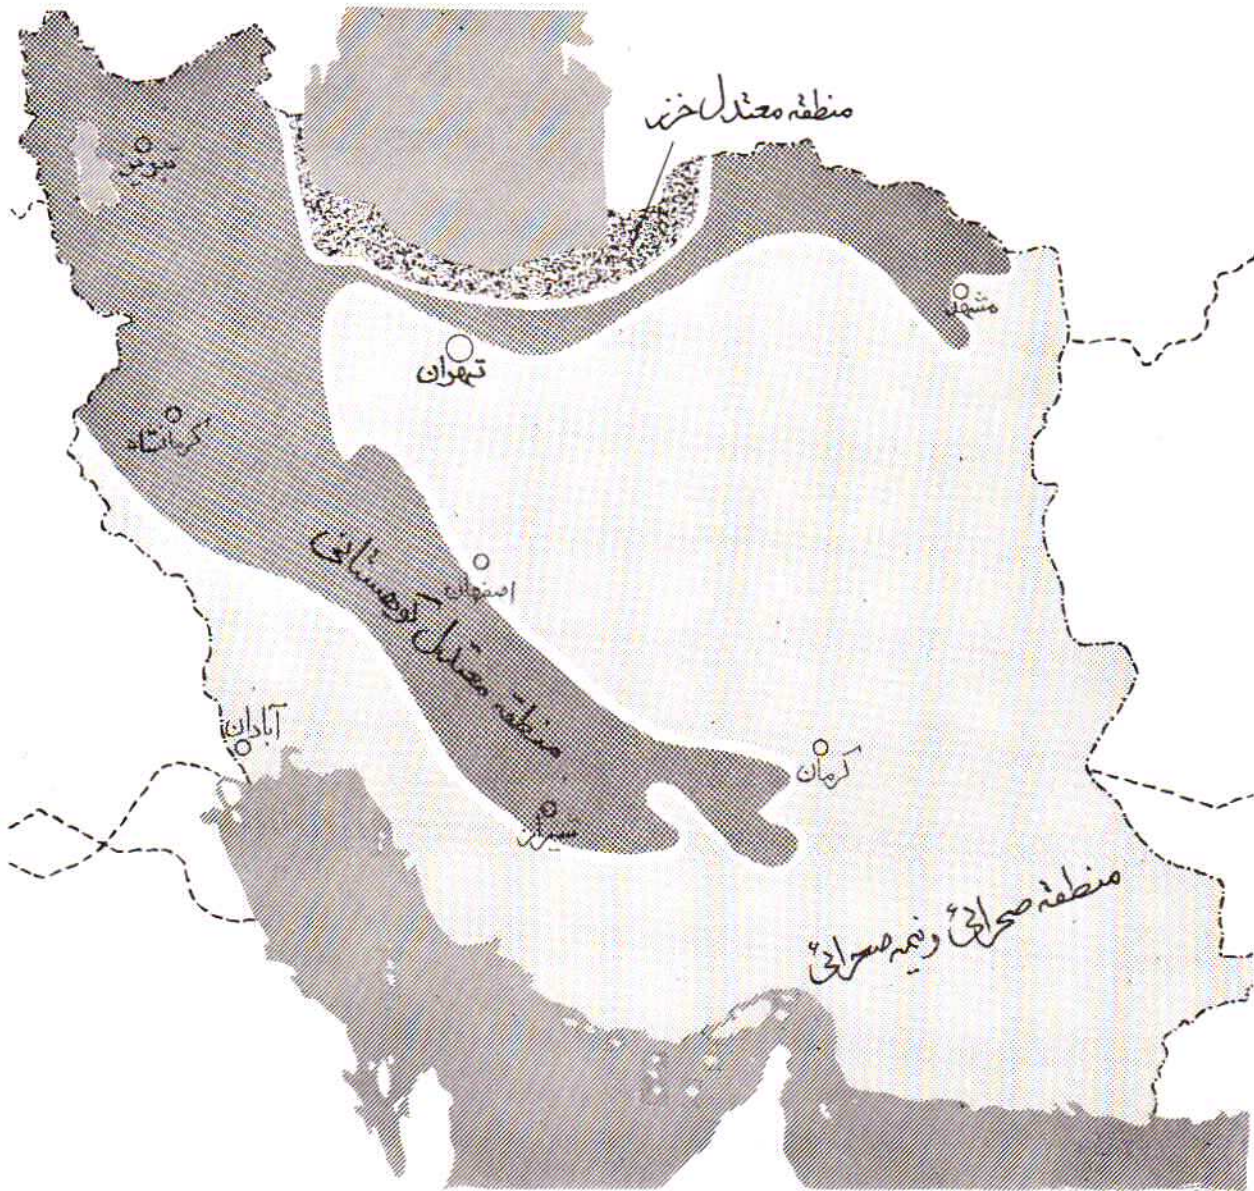 منطقه معتدل خزر
تبریز
مشهد
تهران
کرمانشاه
منطقه معتدل کوهستانی
اصفهان
آبادان
کرمان
شیراز
منطقه صحرائی و نیمه صحرائی